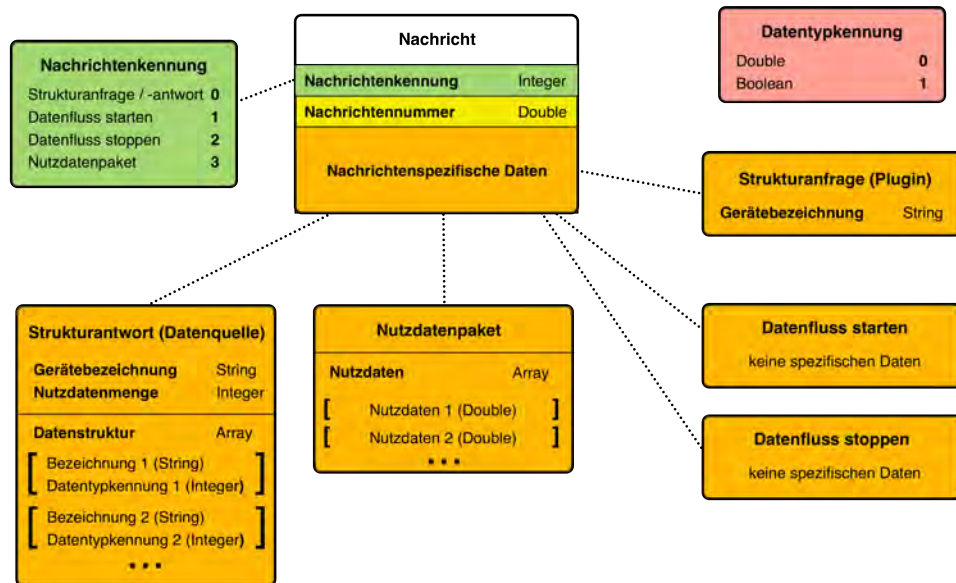 Nachricht
Nachrichtenkennung Integer
Nachrichtennummer Double
Nachrichtenspezifische Daten
Nachrichtenkennung
Strukturanfrage / -antwort 0
Datenfluss starten 1
Datenfluss stoppen 2
Nutzdatenpaket 3
Datentypkennung
Double 0
Boolean 1
Strukturanfrage (Plugin)
Gerätebezeichnung String
Strukturantwort (Datenquelle)
Gerätebezeichnung String
Nutzdatenmenge Integer
Datenstruktur Array
[ Bezeichnung 1 (String) ]
[ Datentypkennung 1 (Integer) ]
[ Bezeichnung 2 (String) ]
[ Datentypkennung 2 (Integer) ]
...
Nutzdatenpaket
Nutzdaten Array
[ Nutzdaten 1 (Double) ]
[ Nutzdaten 2 (Double) ]
...
Datenfluss starten
keine spezifischen Daten
Datenfluss stoppen
keine spezifischen Daten